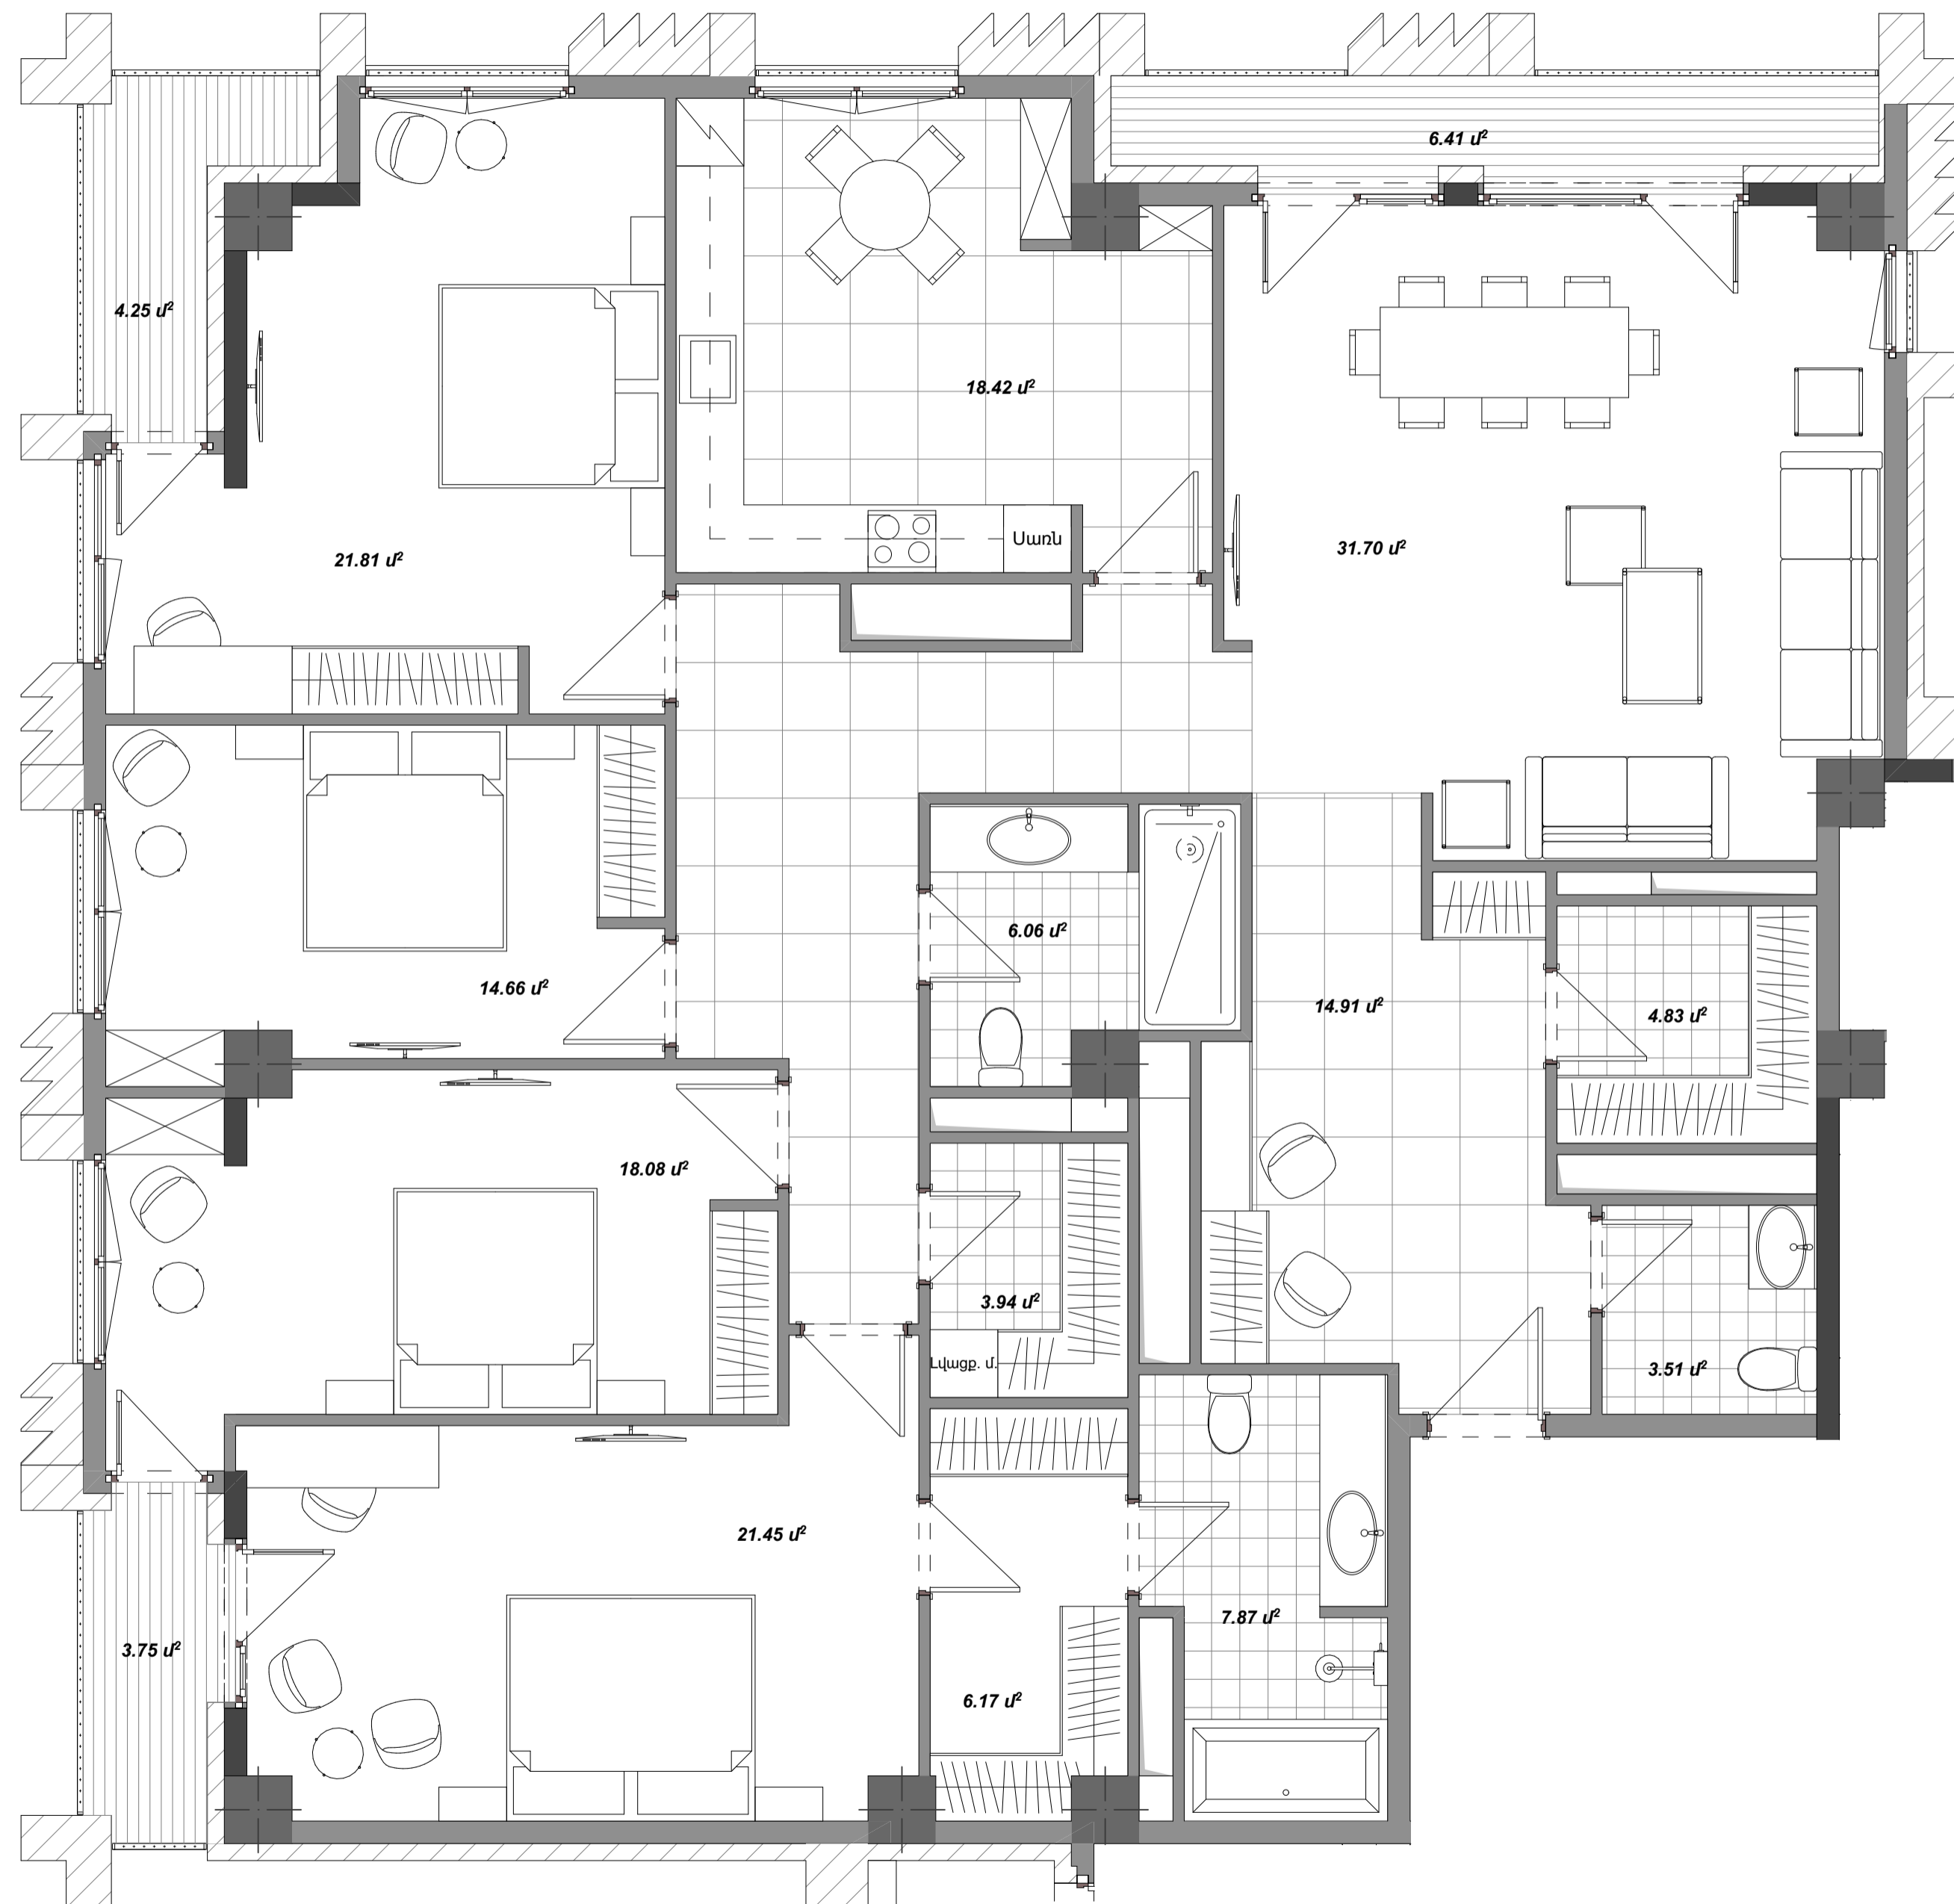 6.41 մ²
4.25 մ²
18.42 մ²
Սառն
31.70 մ²
21.81 մ²
6.06 մ²
14.66 մ²
14.91 մ²
4.83 մ²
18.08 մ²
3.94 մ²
Լվացք. մ.
3.51 մ²
21.45 մ²
7.87 մ²
3.75 մ²
6.17 մ²